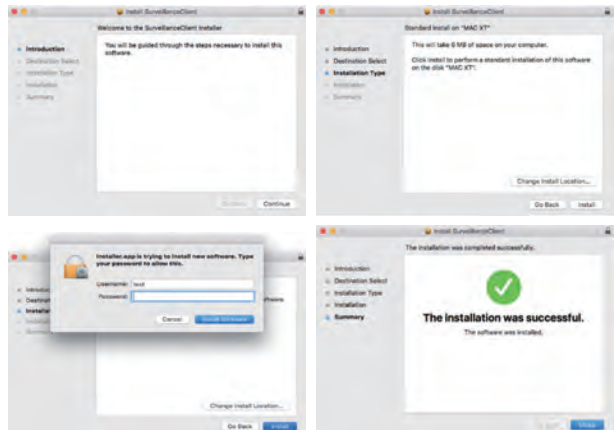 Install SurveillanceClient
Welcome to the SurveillanceClient Installer
Introduction
Destination Select
Installation Type
Installation
Summary
You will be guided through the steps necessary to install this
software.
Go Back
Continue
Install SurveillanceClient
Standard Install on "MAC XT"
Introduction
Destination Select
Installation Type
Installation
Summary
This will take 6 MB of space on your computer.
Click Install to perform a standard installation of this software
on the disk "MAC XT".
Change Install Location...
Go Back
Install
Installer.app is trying to install new software. Type
your password to allow this.
Username: test
Password:
Cancel
Install Software
Change Install Location...
Go Back
Install
Install SurveillanceClient
The installation was completed successfully.
Introduction
Destination Select
Installation Type
Installation
Summary
The installation was successful.
The software was installed.
Close